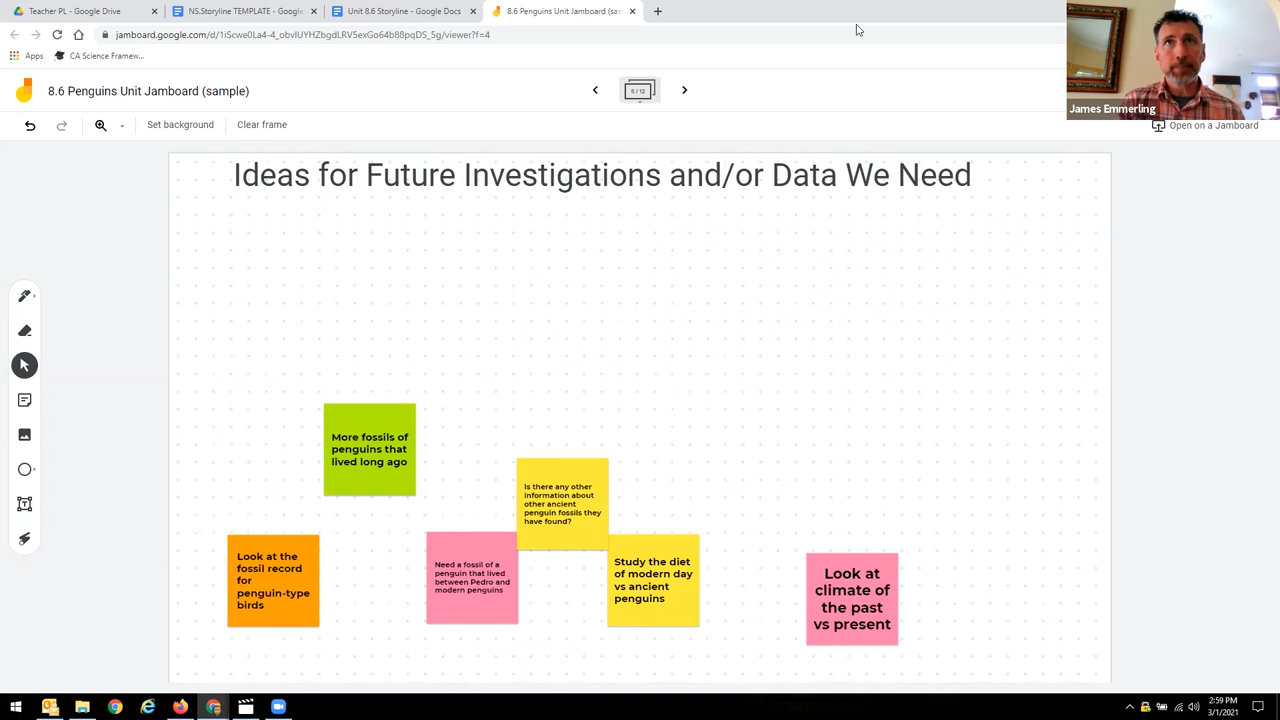 Teacher PL - Google Drive
NS.Storyline TEMPLATE - Google
Unit 8.6 Storyline - Google Docs
8.6 Penguins Unit Jamboard (sam
Apps
CA Science Framew...
8.6 Penguins Unit Jamboard (sample)
5 / 12
Set background
Clear frame
Open on a Jamboard
James Emmerling
Ideas for Future Investigations and/or Data We Need
More fossils of
penguins that
lived long ago
Is there any other
information about
other ancient
penguin fossils they
have found?
Look at the
fossil record
for
penguin-type
birds
Need a fossil of a
penguin that lived
between Pedro and
modern penguins
Study the diet
of modern day
vs ancient
penguins
Look at
climate of
the past
vs present
2:59 PM
3/1/2021